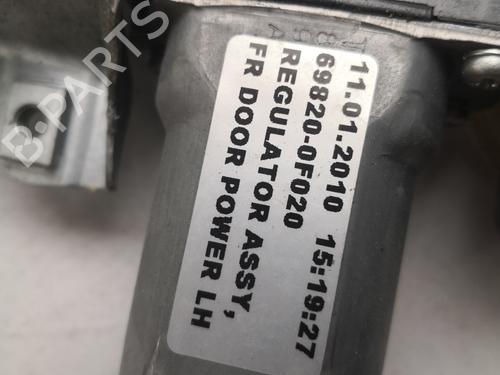 11.01.2010 15:19:27
69820-0F020
REGULATOR ASSY,
FR DOOR POWER LH
B-PARTS